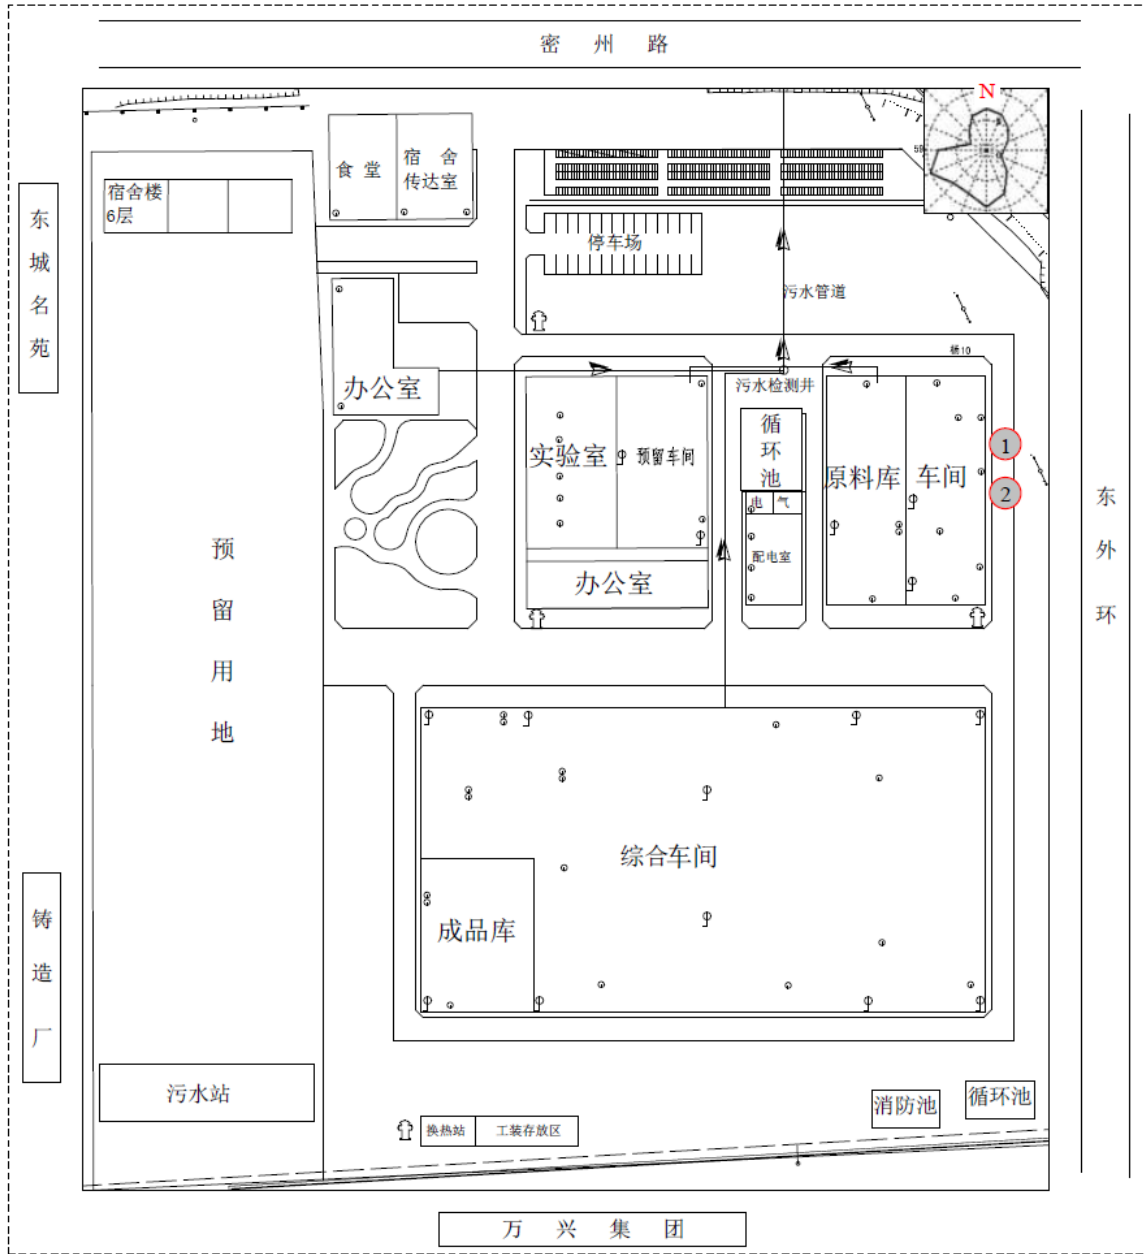 密州路
N
59
食堂
宿舍
传达室
宿舍楼
6层
东城名苑
停车场
污水管道
杨10
办公室
污水检测井
循环池
实验室
预留车间
原料库
车间
1
2
电
气
配电室
办公室
东外环
预留用地
综合车间
成品库
铸造厂
污水站
消防池
循环池
换热站
工装存放区
万兴集团